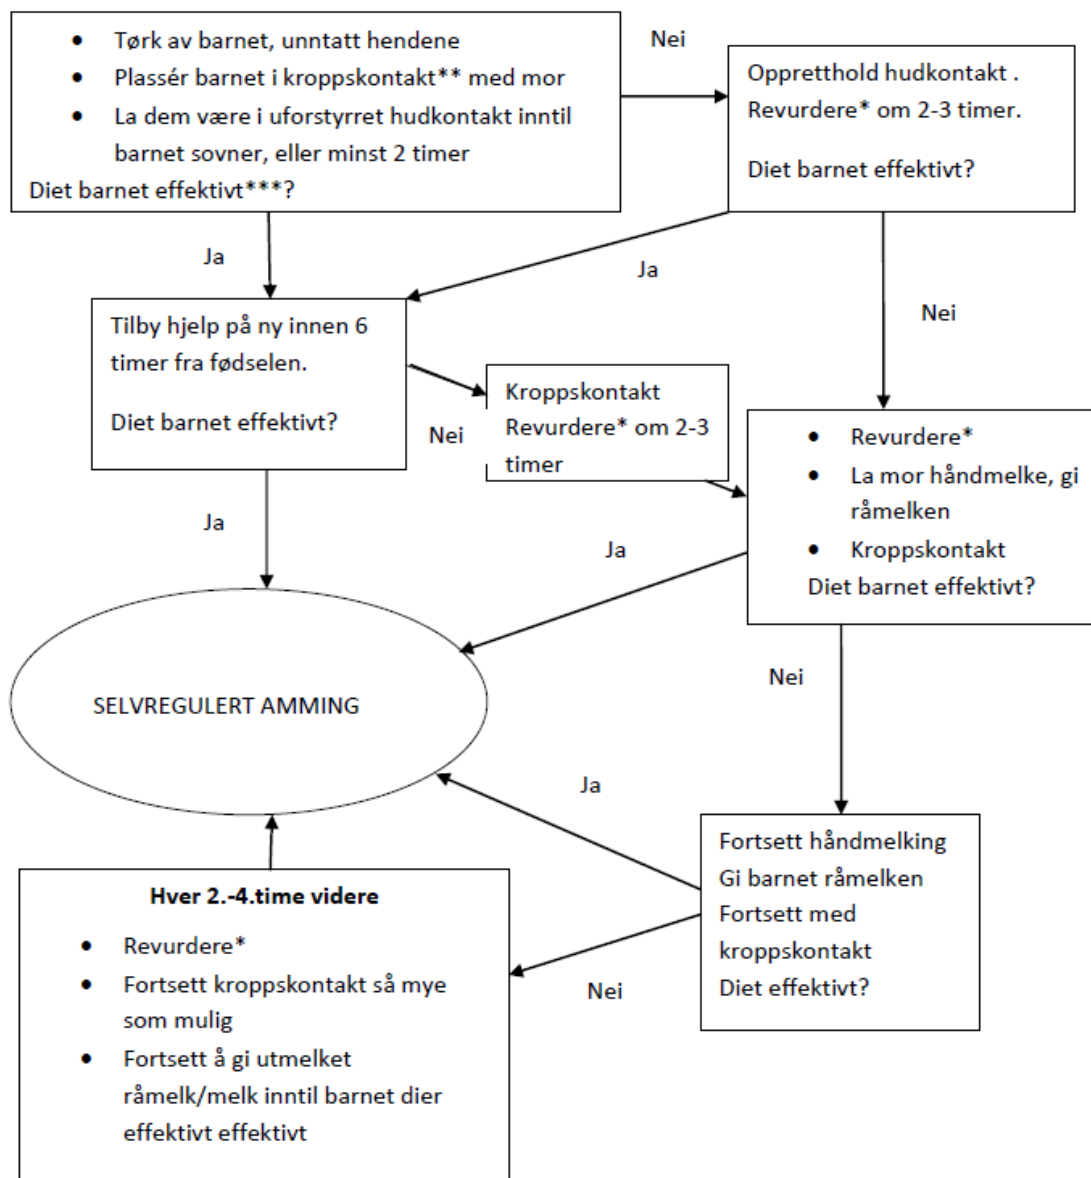 • Tørk av barnet, unntatt hendene
• Plassér barnet i kroppskontakt** med mor
• La dem være i uforstyrret hudkontakt inntil
barnet sovner, eller minst 2 timer
Diet barnet effektivt***?
Nei
Oppretthold hudkontakt .
Revurdere* om 2-3 timer.
Diet barnet effektivt?
Ja
Ja
Nei
Tilby hjelp på ny innen 6
timer fra fødselen.
Diet barnet effektivt?
Nei
Kroppskontakt
Revurdere* om 2-3
timer
• Revurdere*
• La mor håndmelke, gi
råmelken
• Kroppskontakt
Diet barnet effektivt?
Ja
Ja
Nei
SELVREGULERT AMMING
Ja
Fortsett håndmelking
Gi barnet råmelken
Fortsett med
kroppskontakt
Diet effektivt?
Nei
Hver 2.-4.time videre
• Revurdere*
• Fortsett kroppskontakt så mye
som mulig
• Fortsett å gi utmelket
råmelk/melk inntil barnet dier
effektivt effektivt